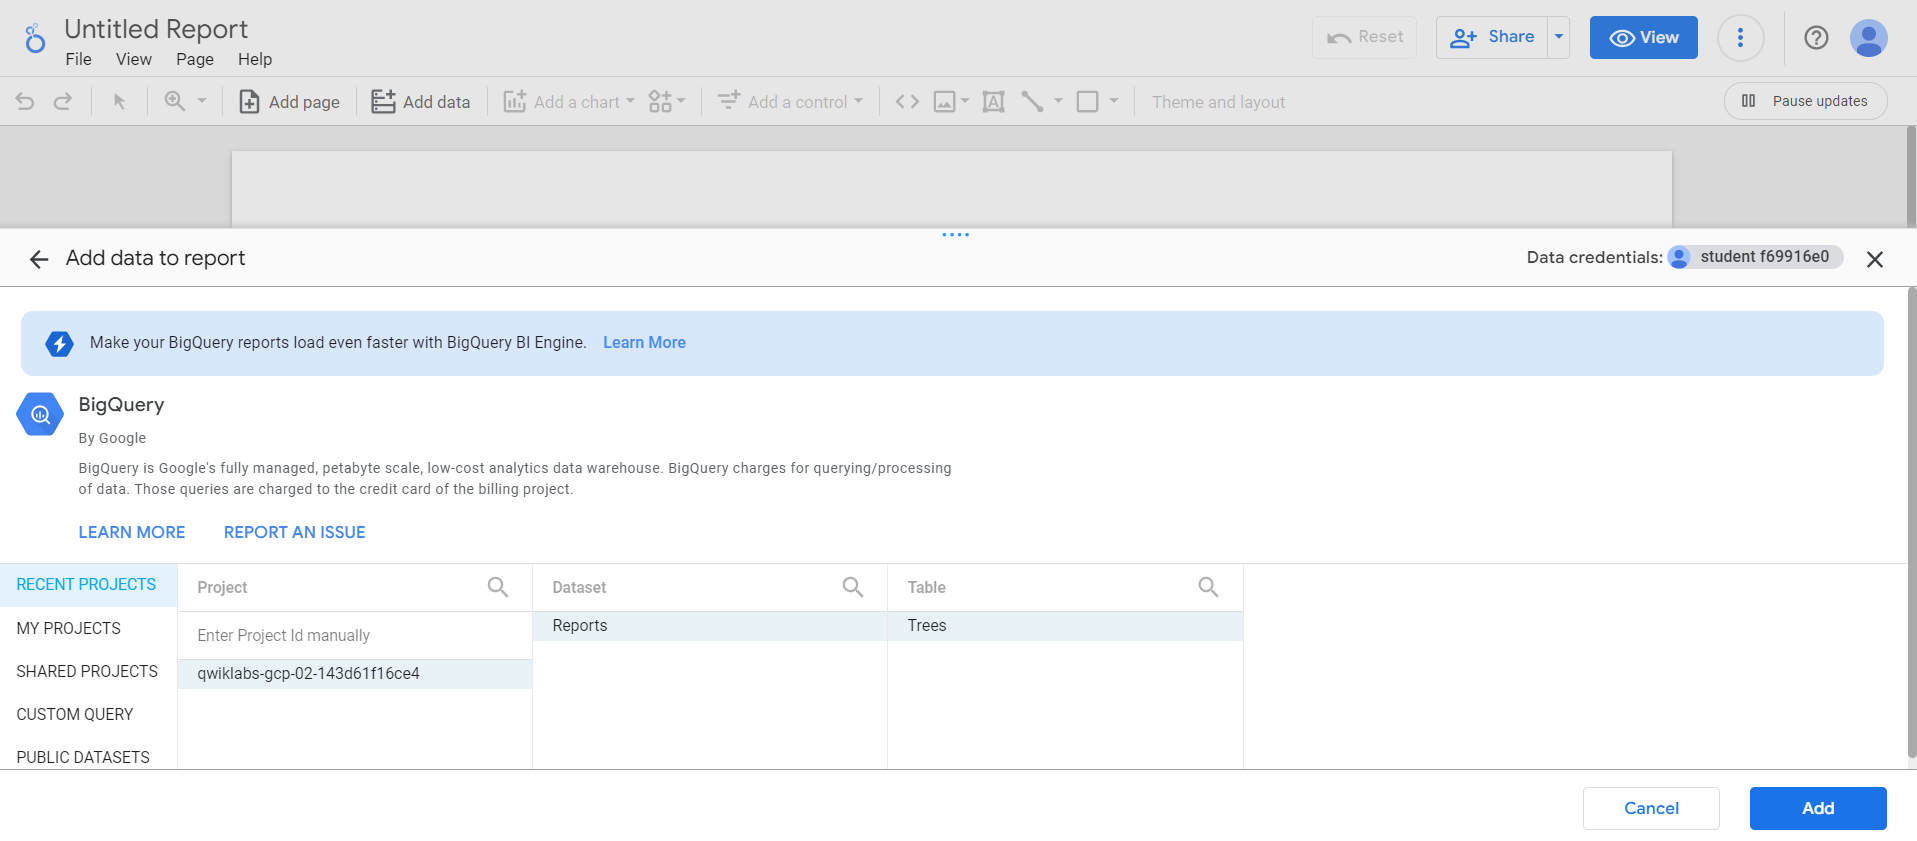 Untitled Report
File View Page Help
Reset Share View
Add page Add data Add a chart Add a control Theme and layout Pause updates
Add data to report
Data credentials: student f69916e0
Make your BigQuery reports load even faster with BigQuery BI Engine. Learn More
BigQuery
By Google
BigQuery is Google's fully managed, petabyte scale, low-cost analytics data warehouse. BigQuery charges for querying/processing
of data. Those queries are charged to the credit card of the billing project.
LEARN MORE REPORT AN ISSUE
RECENT PROJECTS
MY PROJECTS
SHARED PROJECTS
CUSTOM QUERY
PUBLIC DATASETS
Project
Enter Project Id manually
qwiklabs-gcp-02-143d61f16ce4
Dataset
Reports
Table
Trees
Cancel Add